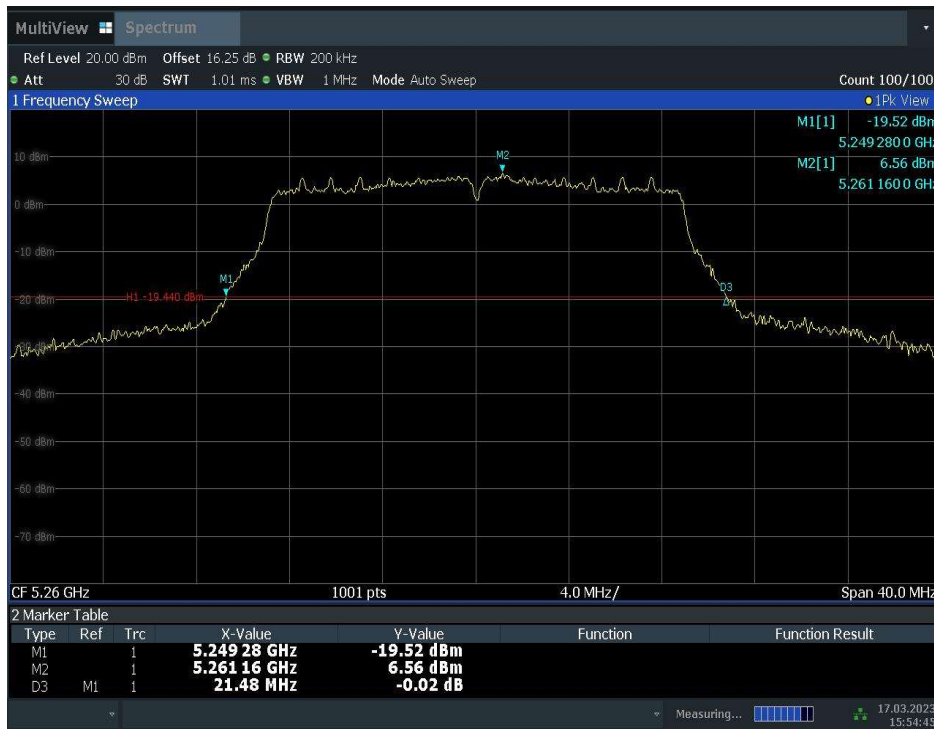 MultiView Spectrum
Ref Level 20.00 dBm Offset 16.25 dB RBW 200 kHz
Att 30 dB SWT 1.01 ms VBW 1 MHz Mode Auto Sweep Count 100/100
1 Frequency Sweep 1Pk View
M1[1] -19.52 dBm
5.249 280 0 GHz
M2[1] 6.56 dBm
5.261 160 0 GHz
M2
10 dBm
0 dBm
-10 dBm
M1
D3
-20 dBm H1 -19.440 dBm
-30 dBm
-40 dBm
-50 dBm
-60 dBm
-70 dBm
CF 5.26 GHz 1001 pts 4.0 MHz/ Span 40.0 MHz
2 Marker Table
Type Ref Trc X-Value Y-Value Function Function Result
M1 1 5.249 28 GHz -19.52 dBm
M2 1 5.261 16 GHz 6.56 dBm
D3 M1 1 21.48 MHz -0.02 dB
Measuring... 17.03.2023
15:54:45